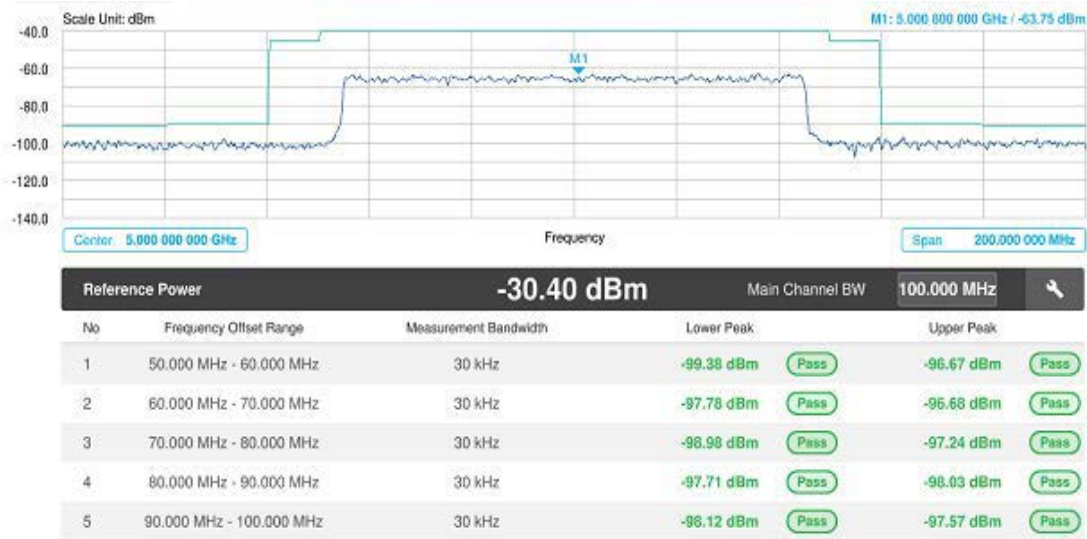 Scale Unit: dBm M1: 5.000 600 000 GHz / -63.75 dBm
-40.0
-60.0
M1
-80.0
-100.0
-120.0
-140.0
Center 5.000 000 000 GHz Frequency Span 200.000 000 MHz
Reference Power -30.40 dBm Main Channel BW 100.000 MHz
No Frequency Offset Range Measurement Bandwidth Lower Peak Upper Peak
1 50.000 MHz - 60.000 MHz 30 kHz -99.38 dBm Pass -96.67 dBm Pass
2 60.000 MHz - 70.000 MHz 30 kHz -97.78 dBm Pass -96.68 dBm Pass
3 70.000 MHz - 80.000 MHz 30 kHz -98.98 dBm Pass -97.24 dBm Pass
4 80.000 MHz - 90.000 MHz 30 kHz -97.71 dBm Pass -98.03 dBm Pass
5 90.000 MHz - 100.000 MHz 30 kHz -98.12 dBm Pass -97.57 dBm Pass